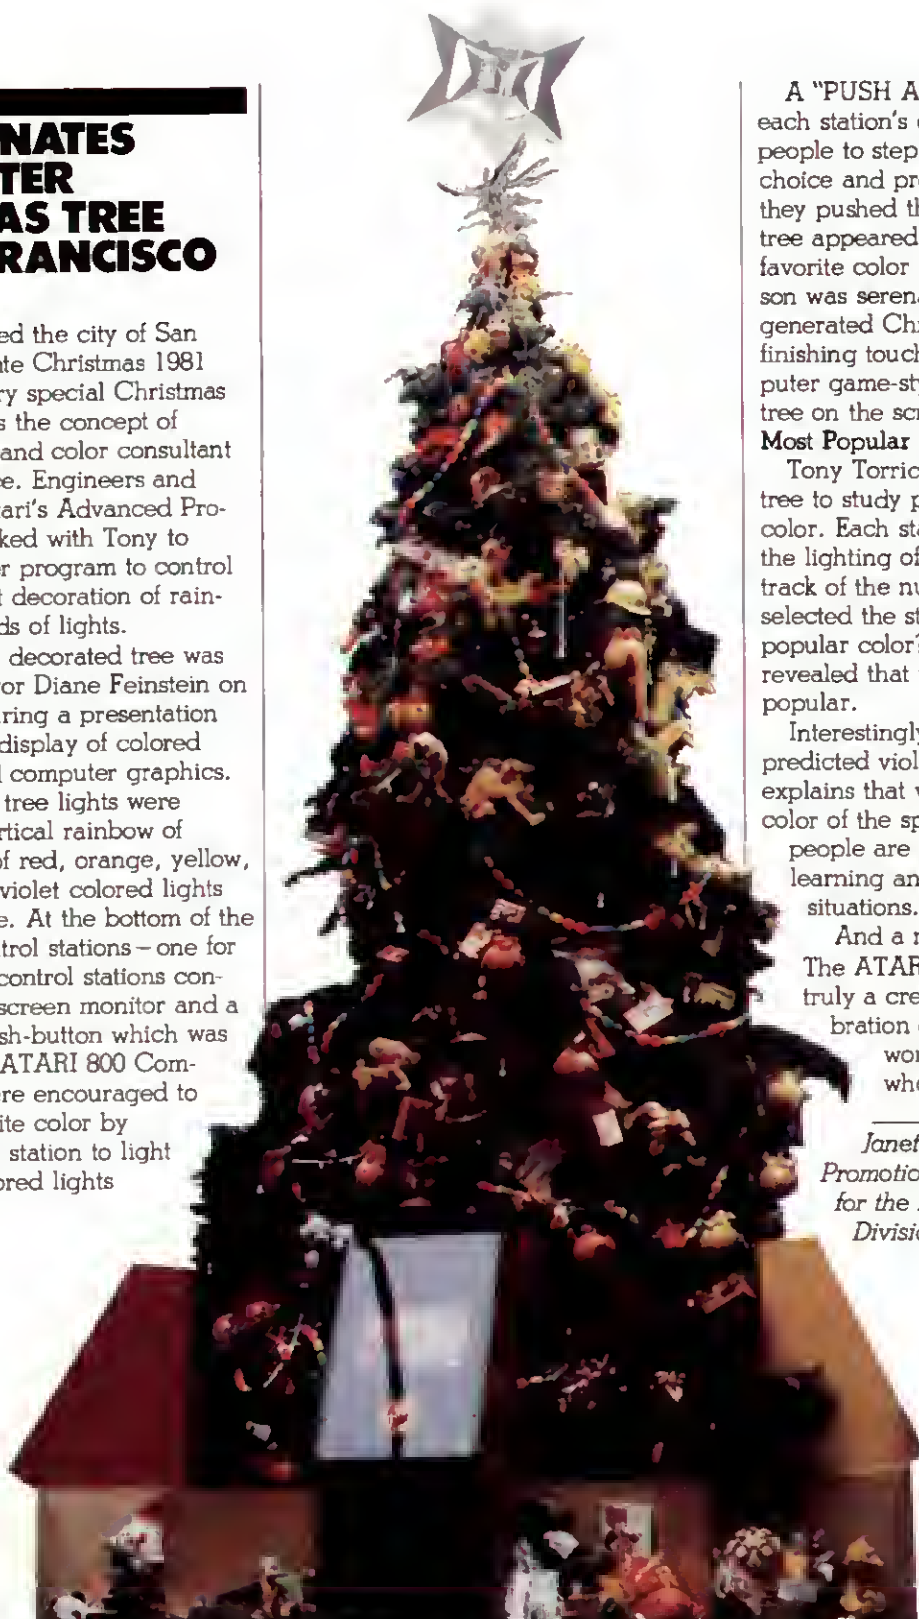 NATES
TER
AS TREE
RANCISCO
ed the city of San
ate Christmas 1981
ry special Christmas
s the concept of
and color consultant
e. Engineers and
tari's Advanced Pro-
ked with Tony to
er program to control
t decoration of rain-
ds of lights.
decorated tree was
or Diane Feinstein on
ring a presentation
display of colored
d computer graphics.
tree lights were
rtical rainbow of
of red, orange, yellow,
violet colored lights
e. At the bottom of the
trol stations – one for
control stations con-
screen monitor and a
sh-button which was
ATARI 800 Com-
re encouraged to
ite color by
station to light
ored lights
A "PUSH A
each station's
people to step
choice and pr
they pushed th
tree appeared
favorite color
son was seren
generated Chr
finishing touch
puter game-sty
tree on the scr
Most Popular
Tony Torric
tree to study p
color. Each sta
the lighting of
track of the nu
selected the st
popular color?
revealed that
popular.
Interestingly
predicted viol
explains that v
color of the sp
people are
learning an
situations.
And a n
The ATAR
truly a cre
bration
wor
who
Janet
Promotio
for the
Divisio